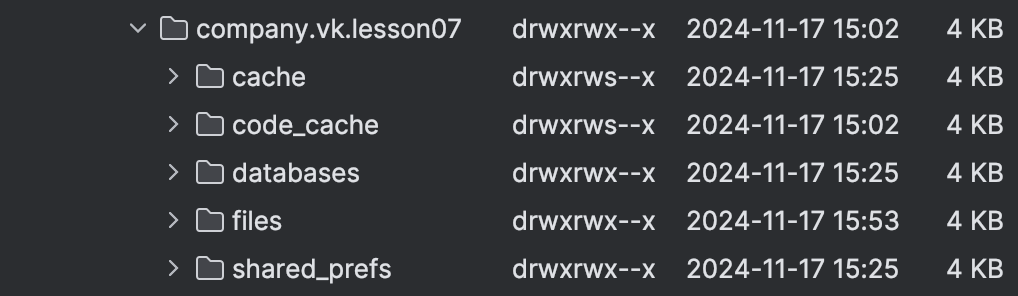 company.vk.lesson07 drwxrwx--x 2024-11-17 15:02 4 KB
cache drwxrws--x 2024-11-17 15:25 4 KB
code_cache drwxrws--x 2024-11-17 15:02 4 KB
databases drwxrwx--x 2024-11-17 15:25 4 KB
files drwxrwx--x 2024-11-17 15:53 4 KB
shared_prefs drwxrwx--x 2024-11-17 15:25 4 KB